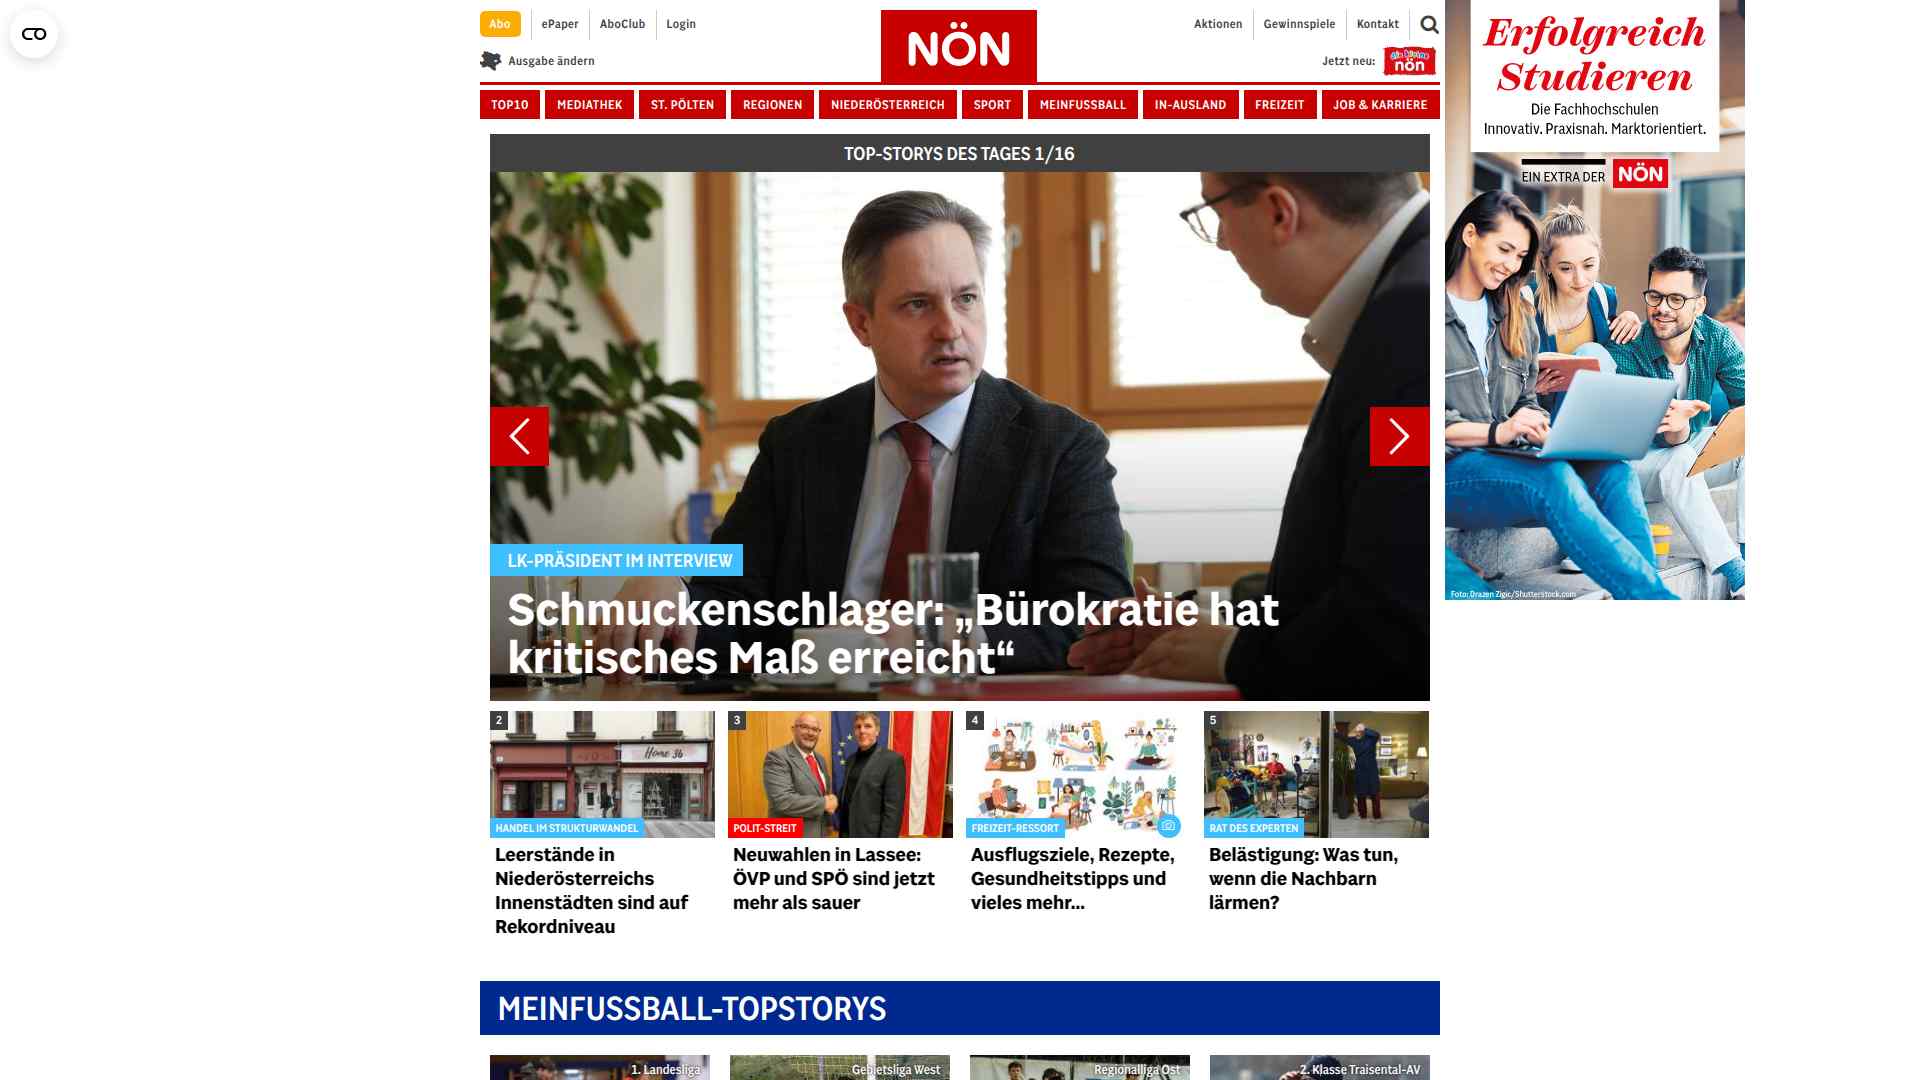 Abo
ePaper
AboClub
Login
Aktionen
Gewinnspiele
Kontakt
NÖN
Ausgabe ändern
Jetzt neu:
die kleine
nön
TOP10
MEDIATHEK
ST. PÖLTEN
REGIONEN
NIEDERÖSTERREICH
SPORT
MEINFUSSBALL
IN-AUSLAND
FREIZEIT
JOB & KARRIERE
TOP-STORYS DES TAGES 1/16
LK-PRÄSIDENT IM INTERVIEW
Schmuckenschlager: „Bürokratie hat
kritisches Maß erreicht“
2
Home 36
HANDEL IM STRUKTURWANDEL
Leerstände in
Niederösterreichs
Innenstädten sind auf
Rekordniveau
3
POLIT-STREIT
Neuwahlen in Lassee:
ÖVP und SPÖ sind jetzt
mehr als sauer
4
FREIZEIT-RESSORT
Ausflugsziele, Rezepte,
Gesundheitstipps und
vieles mehr...
5
RAT DES EXPERTEN
Belästigung: Was tun,
wenn die Nachbarn
lärmen?
MEINFUSSBALL-TOPSTORYS
1. Landesliga
Gebietsliga West
Regionalliga Ost
2. Klasse Traisental-AV
Erfolgreich
Studieren
Die Fachhochschulen
Innovativ. Praxisnah. Marktorientiert.
EIN EXTRA DER
NÖN
Foto: Drazen Zigic/Shutterstock.com